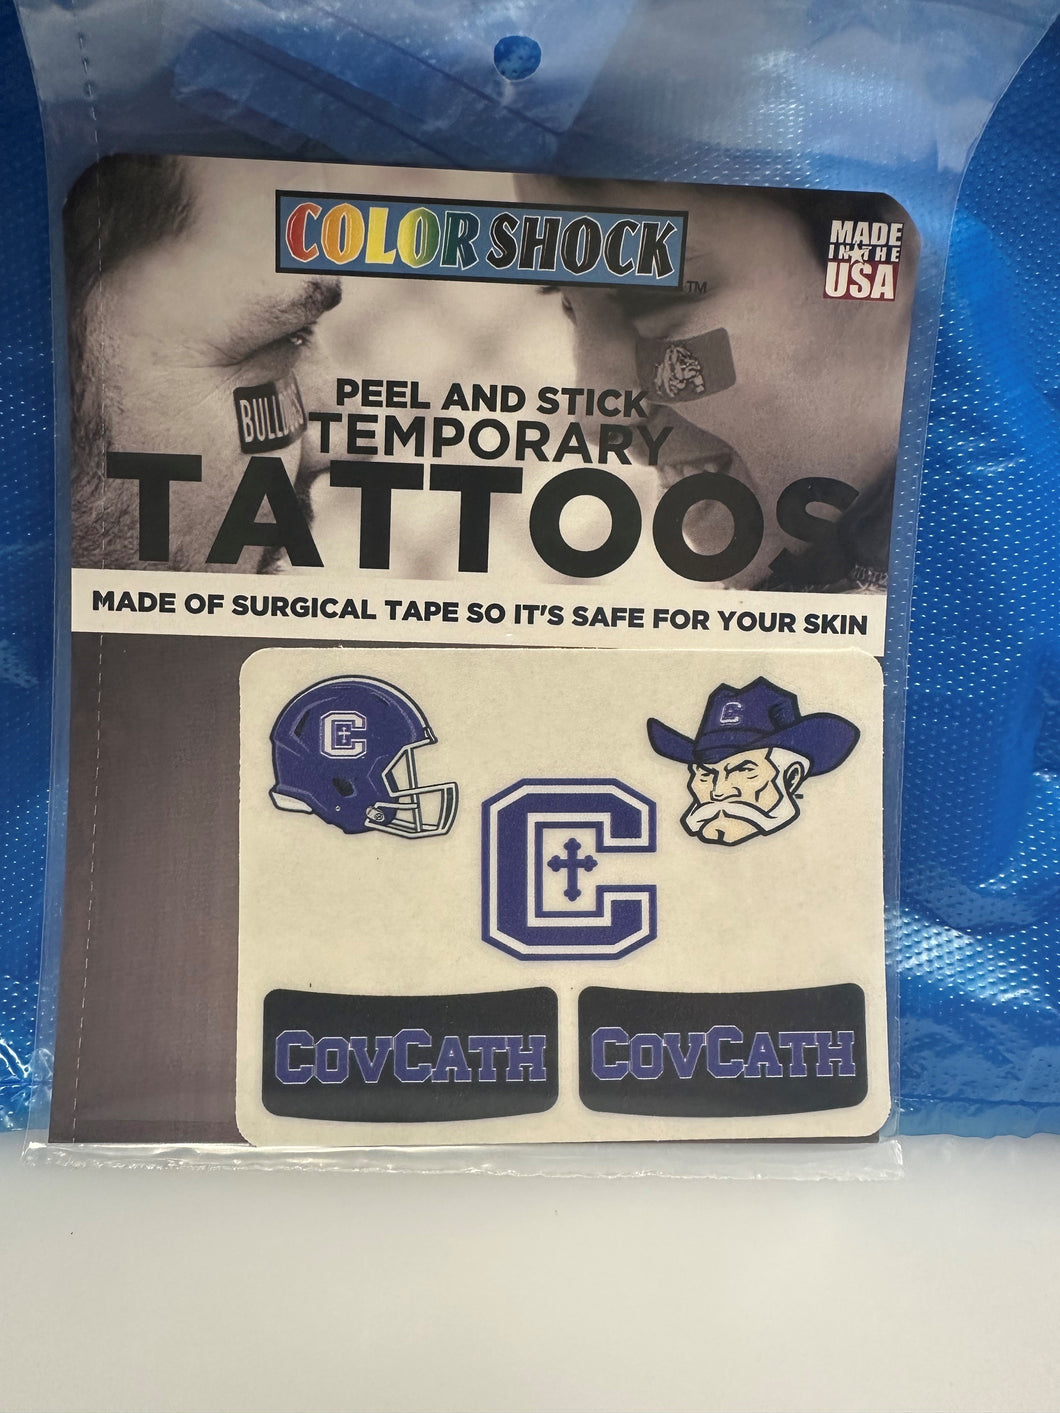 COLOR SHOCK
TM
MADE
IN THE
USA
PEEL AND STICK
TEMPORARY
TATTOOS
MADE OF SURGICAL TAPE SO IT'S SAFE FOR YOUR SKIN
C
C
C
COVCATH
COVCATH